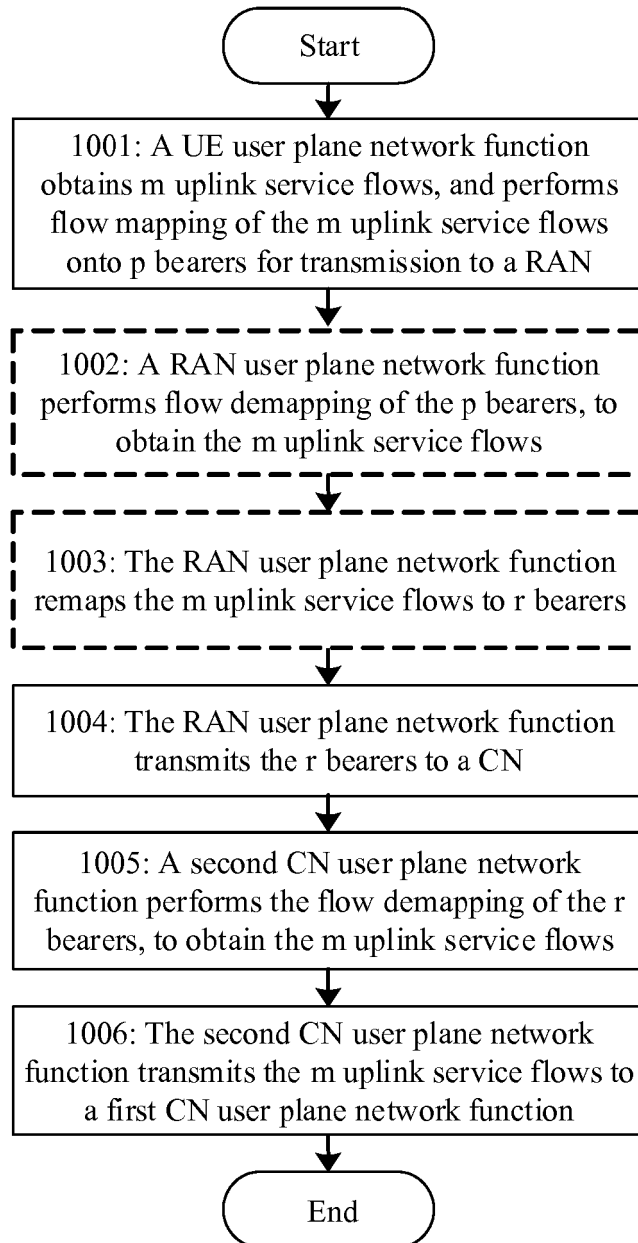 Start
1001: A UE user plane network function
obtains m uplink service flows, and performs
flow mapping of the m uplink service flows
onto p bearers for transmission to a RAN
1002: A RAN user plane network function
performs flow demapping of the p bearers, to
obtain the m uplink service flows
1003: The RAN user plane network function
remaps the m uplink service flows to r bearers
1004: The RAN user plane network function
transmits the r bearers to a CN
1005: A second CN user plane network
function performs the flow demapping of the r
bearers, to obtain the m uplink service flows
1006: The second CN user plane network
function transmits the m uplink service flows to
a first CN user plane network function
End